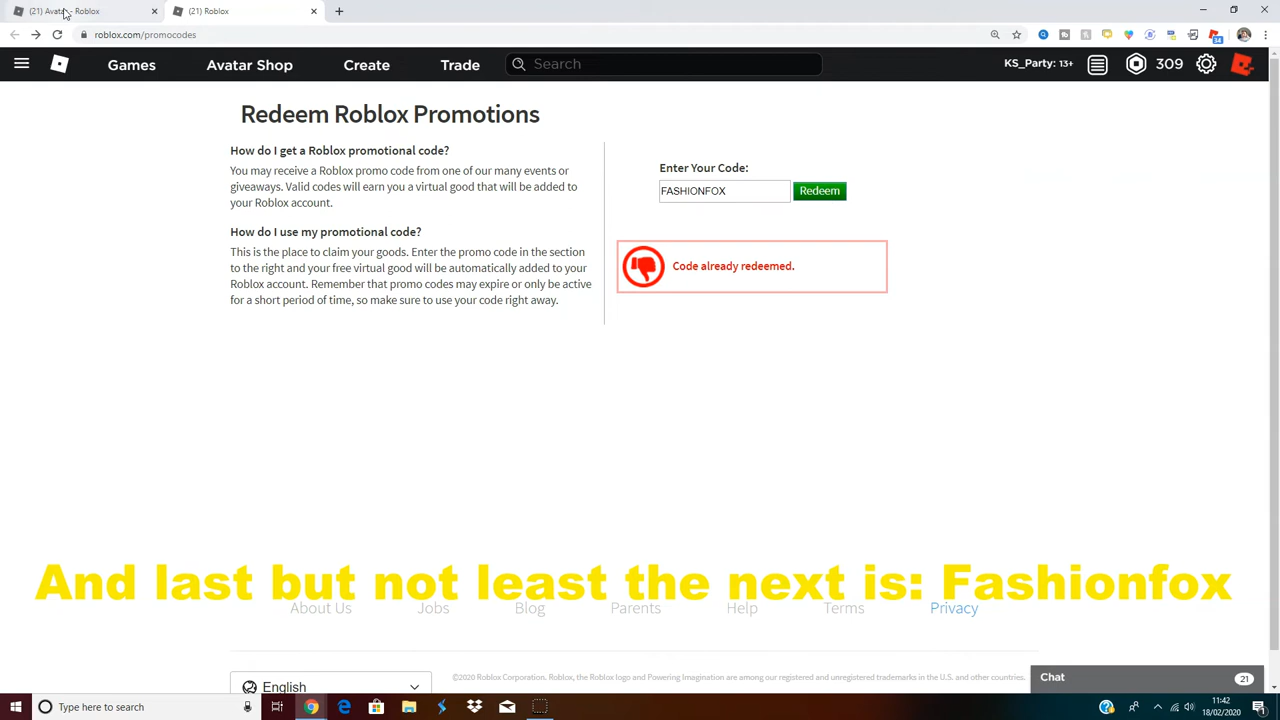 (21) Avatar - Roblox
(21) Roblox
roblox.com/promocodes
34
Games
Avatar Shop
Create
Trade
Search
KS_Party: 13+
309
Redeem Roblox Promotions
How do I get a Roblox promotional code?
You may receive a Roblox promo code from one of our many events or
giveaways. Valid codes will earn you a virtual good that will be added to
your Roblox account.
How do I use my promotional code?
This is the place to claim your goods. Enter the promo code in the section
to the right and your free virtual good will be automatically added to your
Roblox account. Remember that promo codes may expire or only be active
for a short period of time, so make sure to use your code right away.
Enter Your Code:
FASHIONFOX
Redeem
Code already redeemed.
And last but not least the next is: Fashionfox
About Us
Jobs
Blog
Parents
Help
Terms
Privacy
English
©2020 Roblox Corporation. Roblox, the Roblox logo and Powering Imagination are among our registered and unregistered trademarks in the U.S. and other countries.
Chat
21
Type here to search
11:42
18/02/2020
1